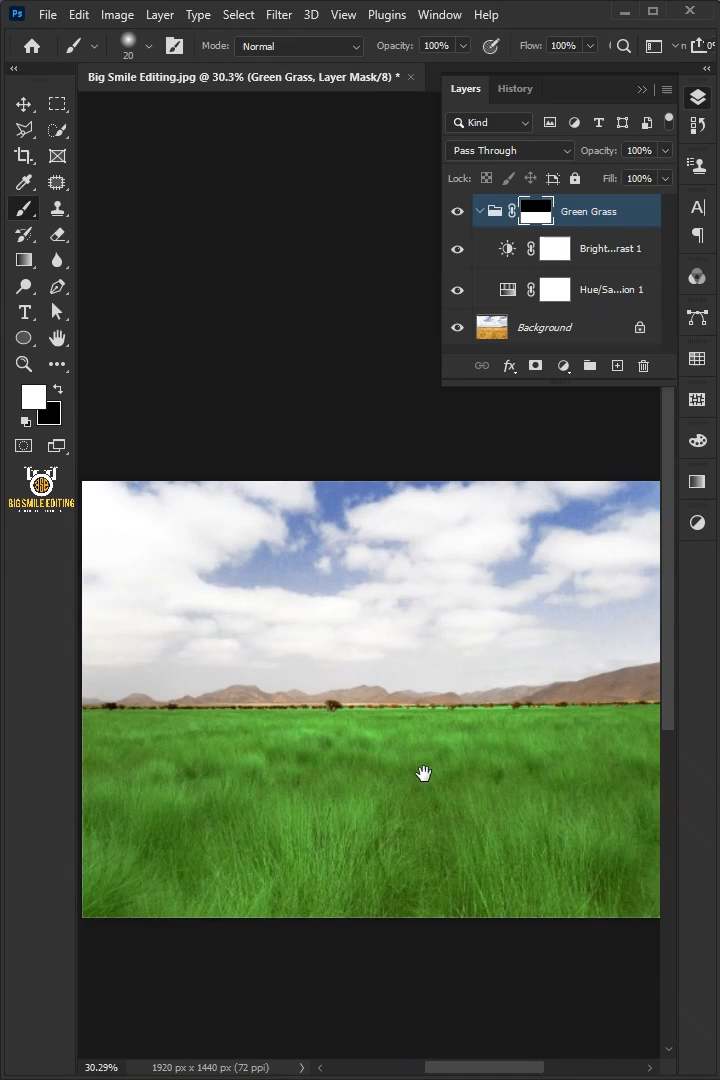 Ps File Edit Image Layer Type Select Filter 3D View Plugins Window Help
20 Mode: Normal Opacity: 100% Flow: 100% n 0°
Big Smile Editing.jpg @ 30.3% (Green Grass, Layer Mask/8) *
Layers History
Kind
Pass Through Opacity: 100%
Lock: Fill: 100%
Green Grass
Bright...rast 1
Hue/Sa...ion 1
Background
fx
BIG SMILE EDITING
30.29% 1920 px x 1440 px (72 ppi)